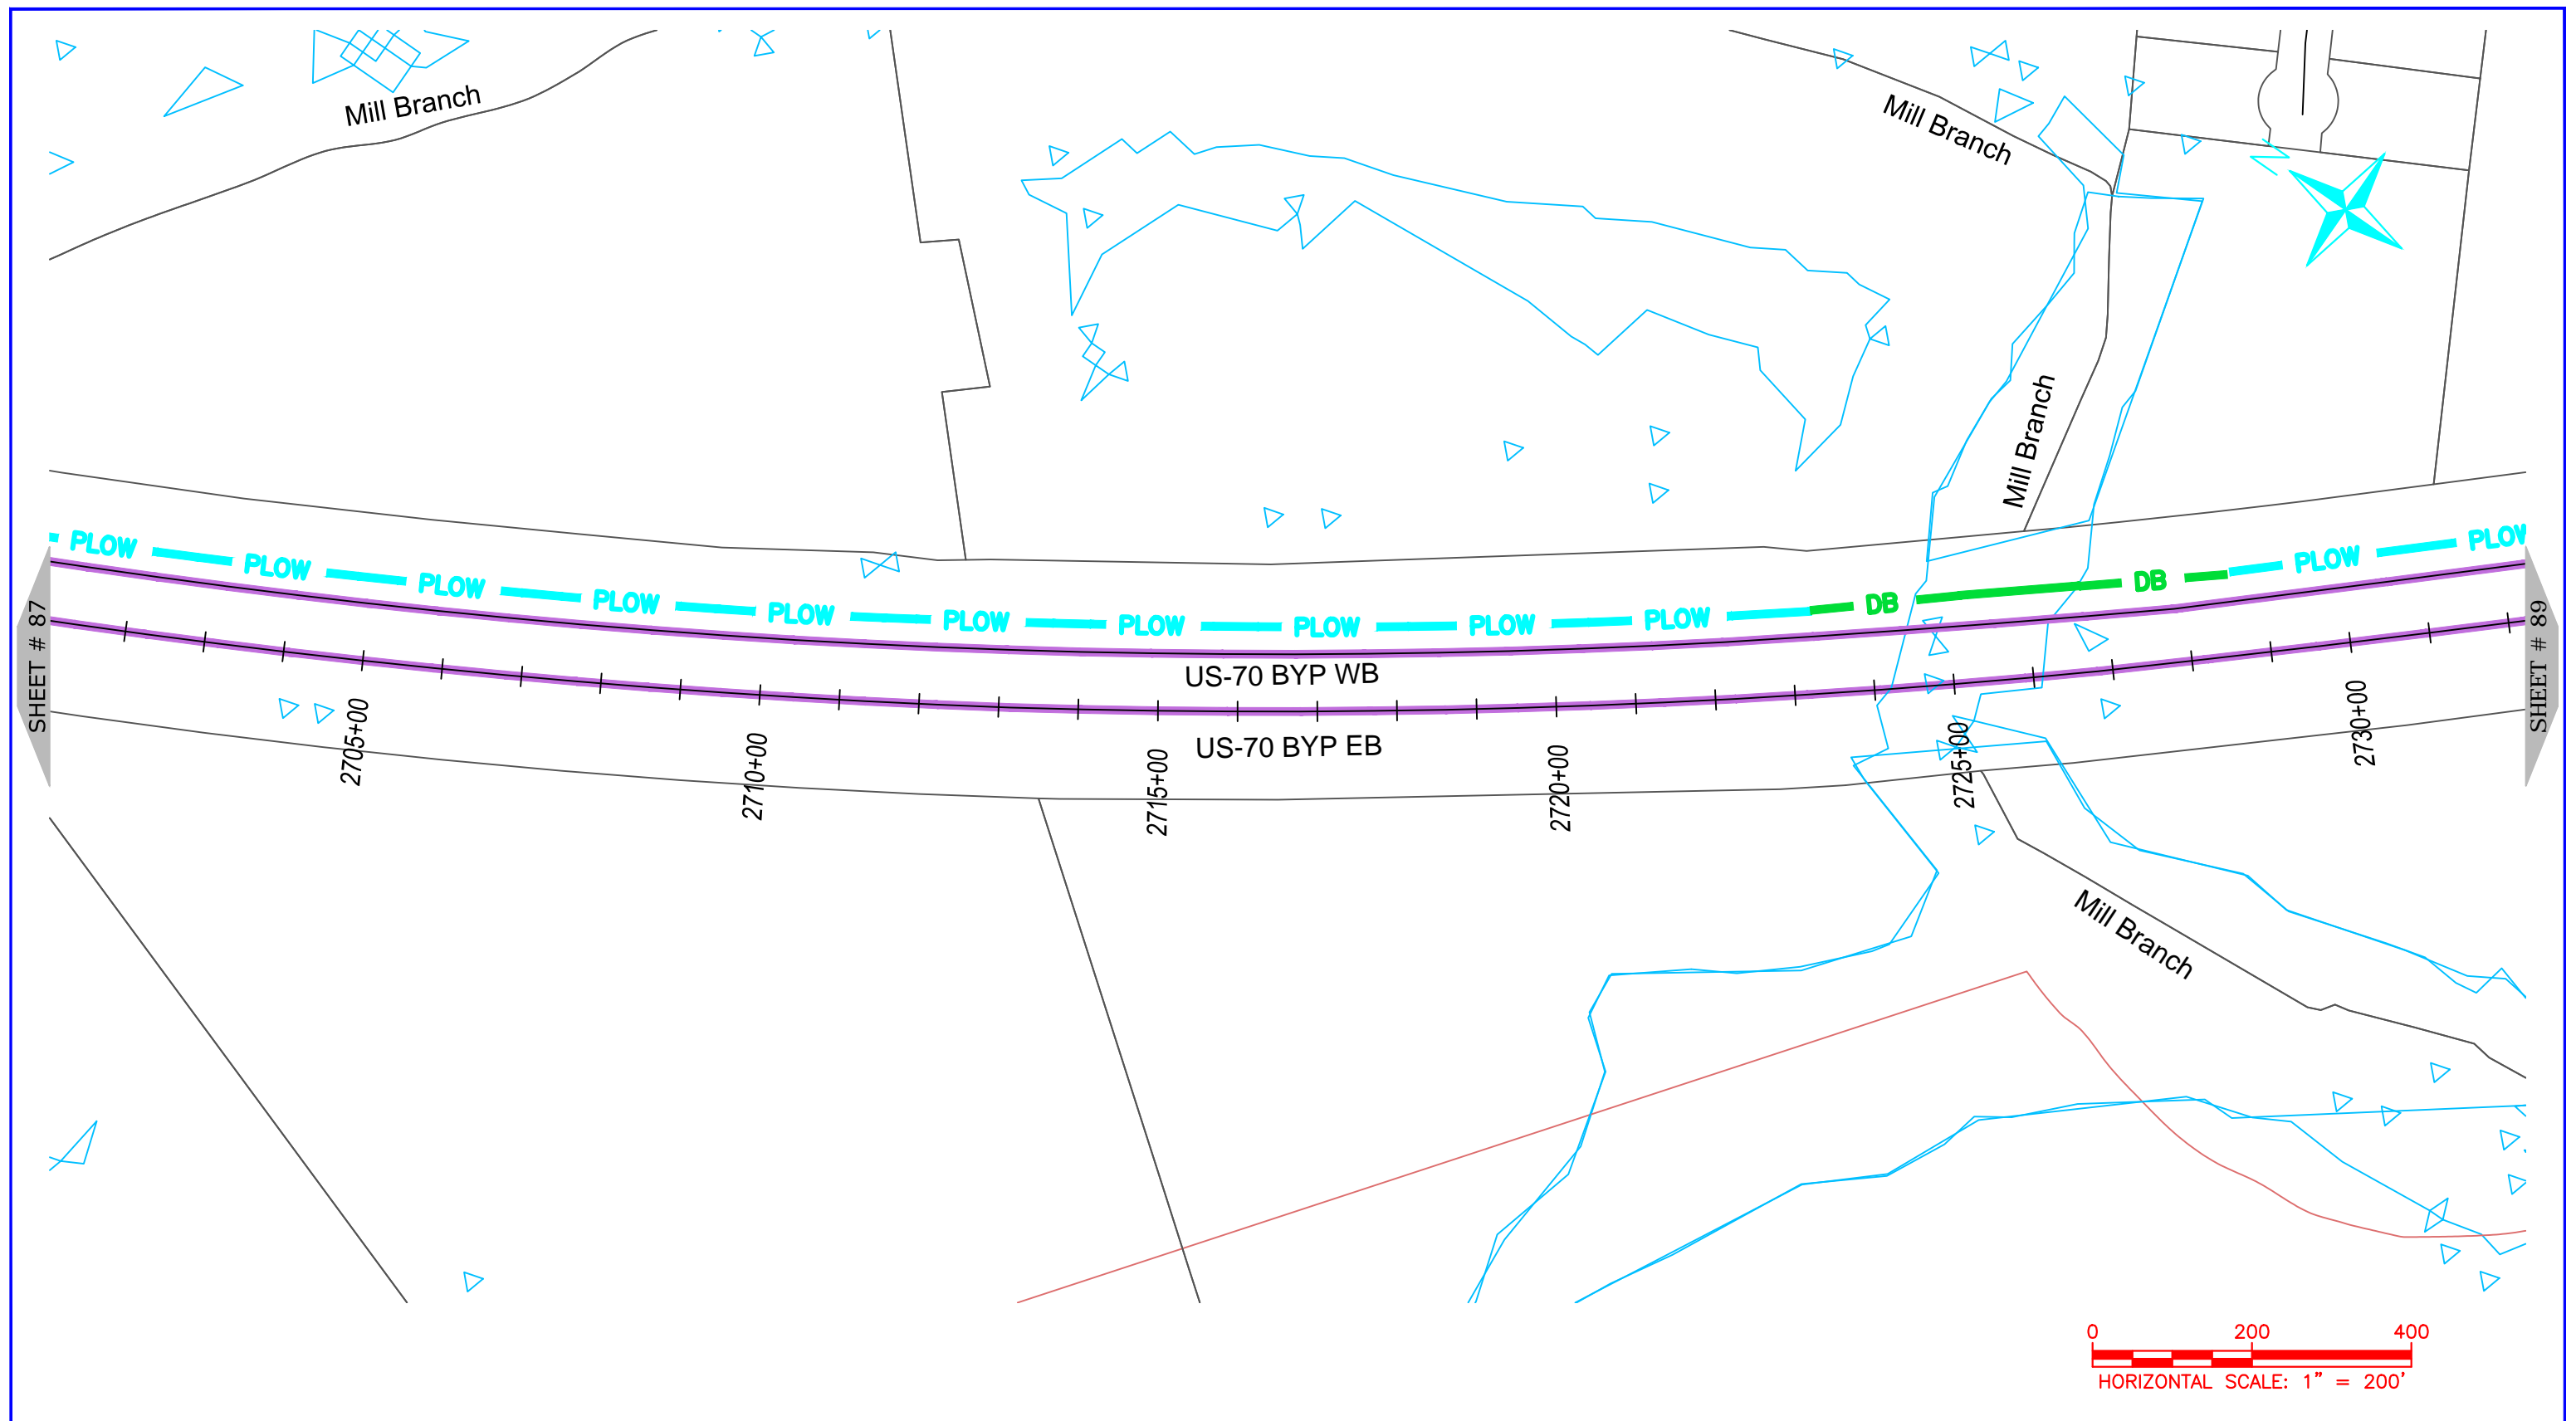 Mill Branch
Mill Branch
N
Mill Branch
PLOW PLOW PLOW PLOW PLOW PLOW PLOW PLOW PLOW PLOW DB DB PLOW PLOW
SHEET # 87
SHEET # 89
US-70 BYP WB
US-70 BYP EB
2705+00
2710+00
2715+00
2720+00
2725+00
2730+00
Mill Branch
0 200 400
HORIZONTAL SCALE: 1" = 200'